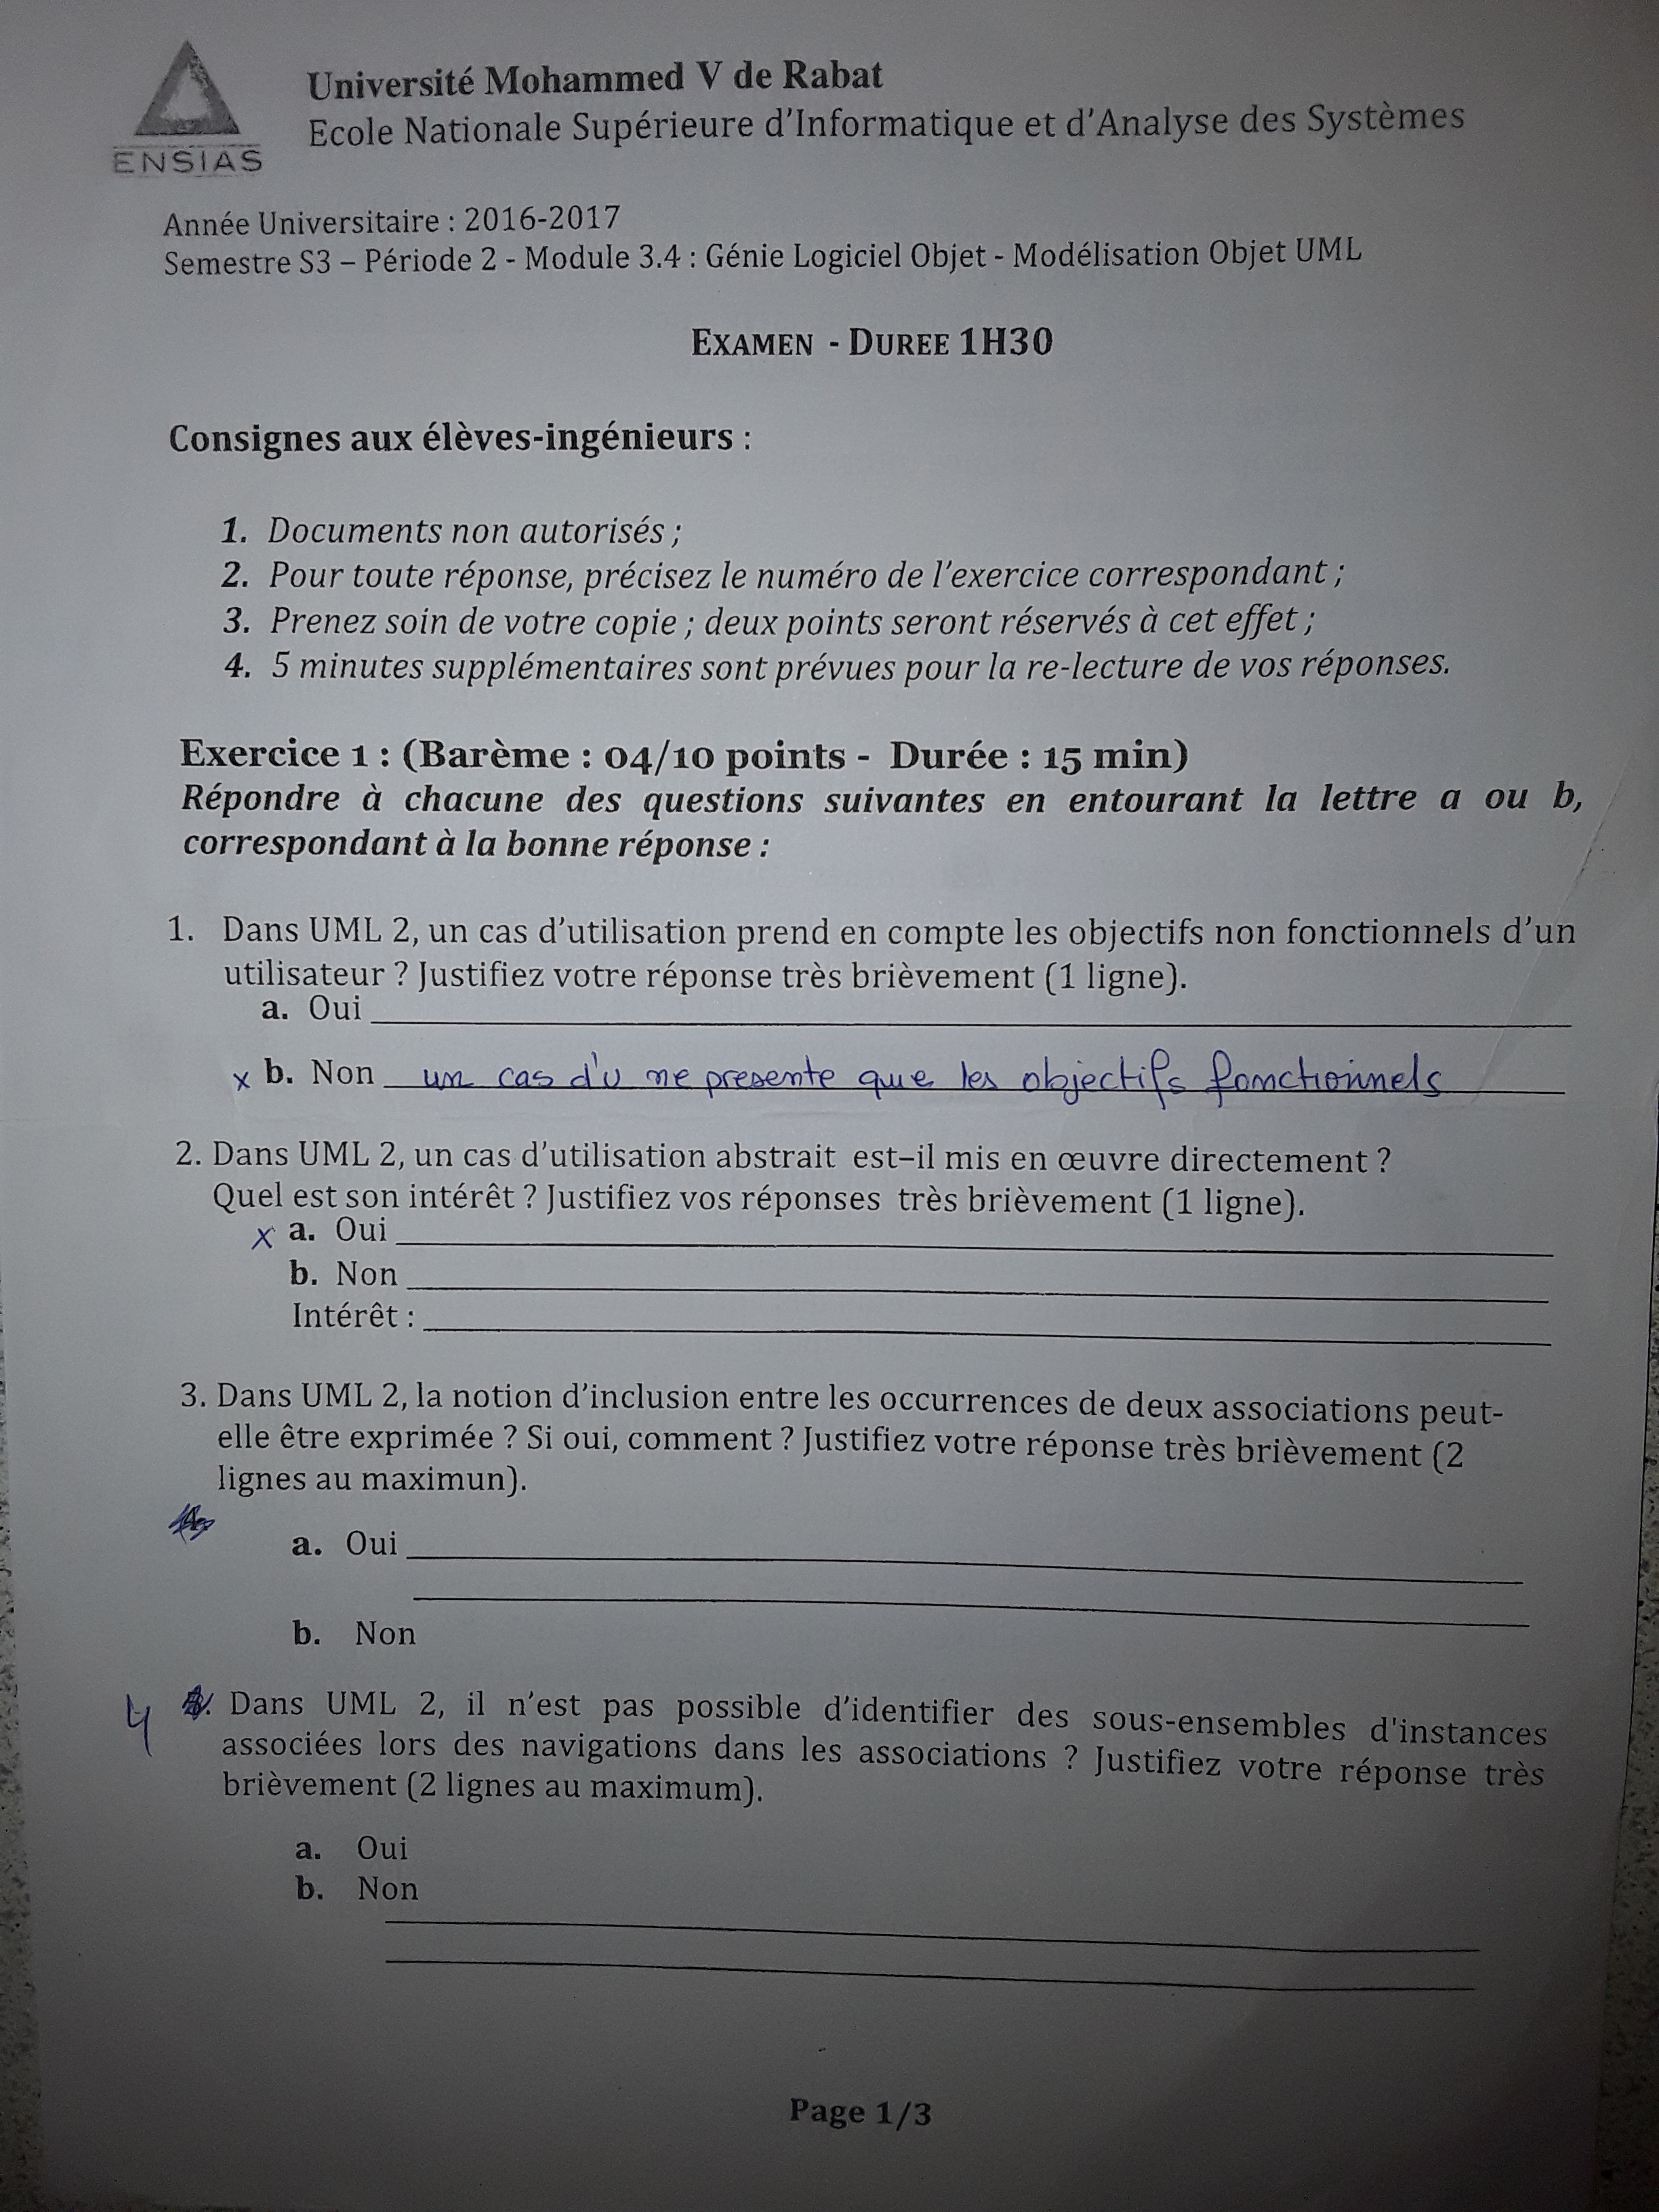 ENSIAS
Université Mohammed V de Rabat
Ecole Nationale Supérieure d'Informatique et d'Analyse des Systèmes
Année Universitaire : 2016-2017
Semestre S3 – Période 2 - Module 3.4 : Génie Logiciel Objet - Modélisation Objet UML
EXAMEN - DUREE 1H30
Consignes aux élèves-ingénieurs :
1. Documents non autorisés ;
2. Pour toute réponse, précisez le numéro de l'exercice correspondant ;
3. Prenez soin de votre copie ; deux points seront réservés à cet effet ;
4. 5 minutes supplémentaires sont prévues pour la re-lecture de vos réponses.
Exercice 1 : (Barème : 04/10 points - Durée : 15 min)
Répondre à chacune des questions suivantes en entourant la lettre a ou b,
correspondant à la bonne réponse :
1. Dans UML 2, un cas d'utilisation prend en compte les objectifs non fonctionnels d'un
utilisateur ? Justifiez votre réponse très brièvement (1 ligne).
a. Oui
x b. Non un cas d'u ne presente que les objectifs fonctionnels
2. Dans UML 2, un cas d'utilisation abstrait est–il mis en œuvre directement ?
Quel est son intérêt ? Justifiez vos réponses très brièvement (1 ligne).
x a. Oui
b. Non
Intérêt :
3. Dans UML 2, la notion d'inclusion entre les occurrences de deux associations peut-
elle être exprimée ? Si oui, comment ? Justifiez votre réponse très brièvement (2
lignes au maximun).
a. Oui
b. Non
4 Dans UML 2, il n'est pas possible d'identifier des sous-ensembles d'instances
associées lors des navigations dans les associations ? Justifiez votre réponse très
brièvement (2 lignes au maximum).
a. Oui
b. Non
Page 1/3